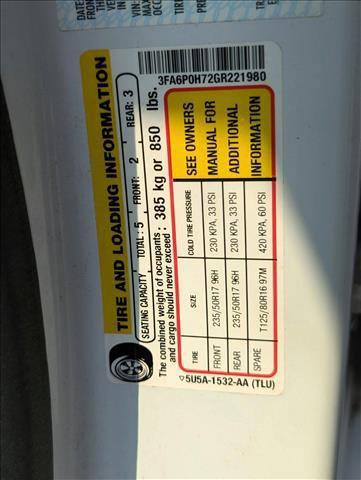 TIRE AND LOADING INFORMATION
SEATING CAPACITY TOTAL: 5 FRONT: 2 REAR: 3
The combined weight of occupants and cargo should never exceed : 385 kg or 850 lbs.
3FA6P0H72GR221980
TIRE SIZE COLD TIRE PRESSURE
FRONT 235/50R17 96H 230 KPA, 33 PSI
REAR 235/50R17 96H 230 KPA, 33 PSI
SPARE T125/80R16 97M 420 KPA, 60 PSI
SEE OWNERS
MANUAL FOR
ADDITIONAL
INFORMATION
5U5A-1532-AA (TLU)